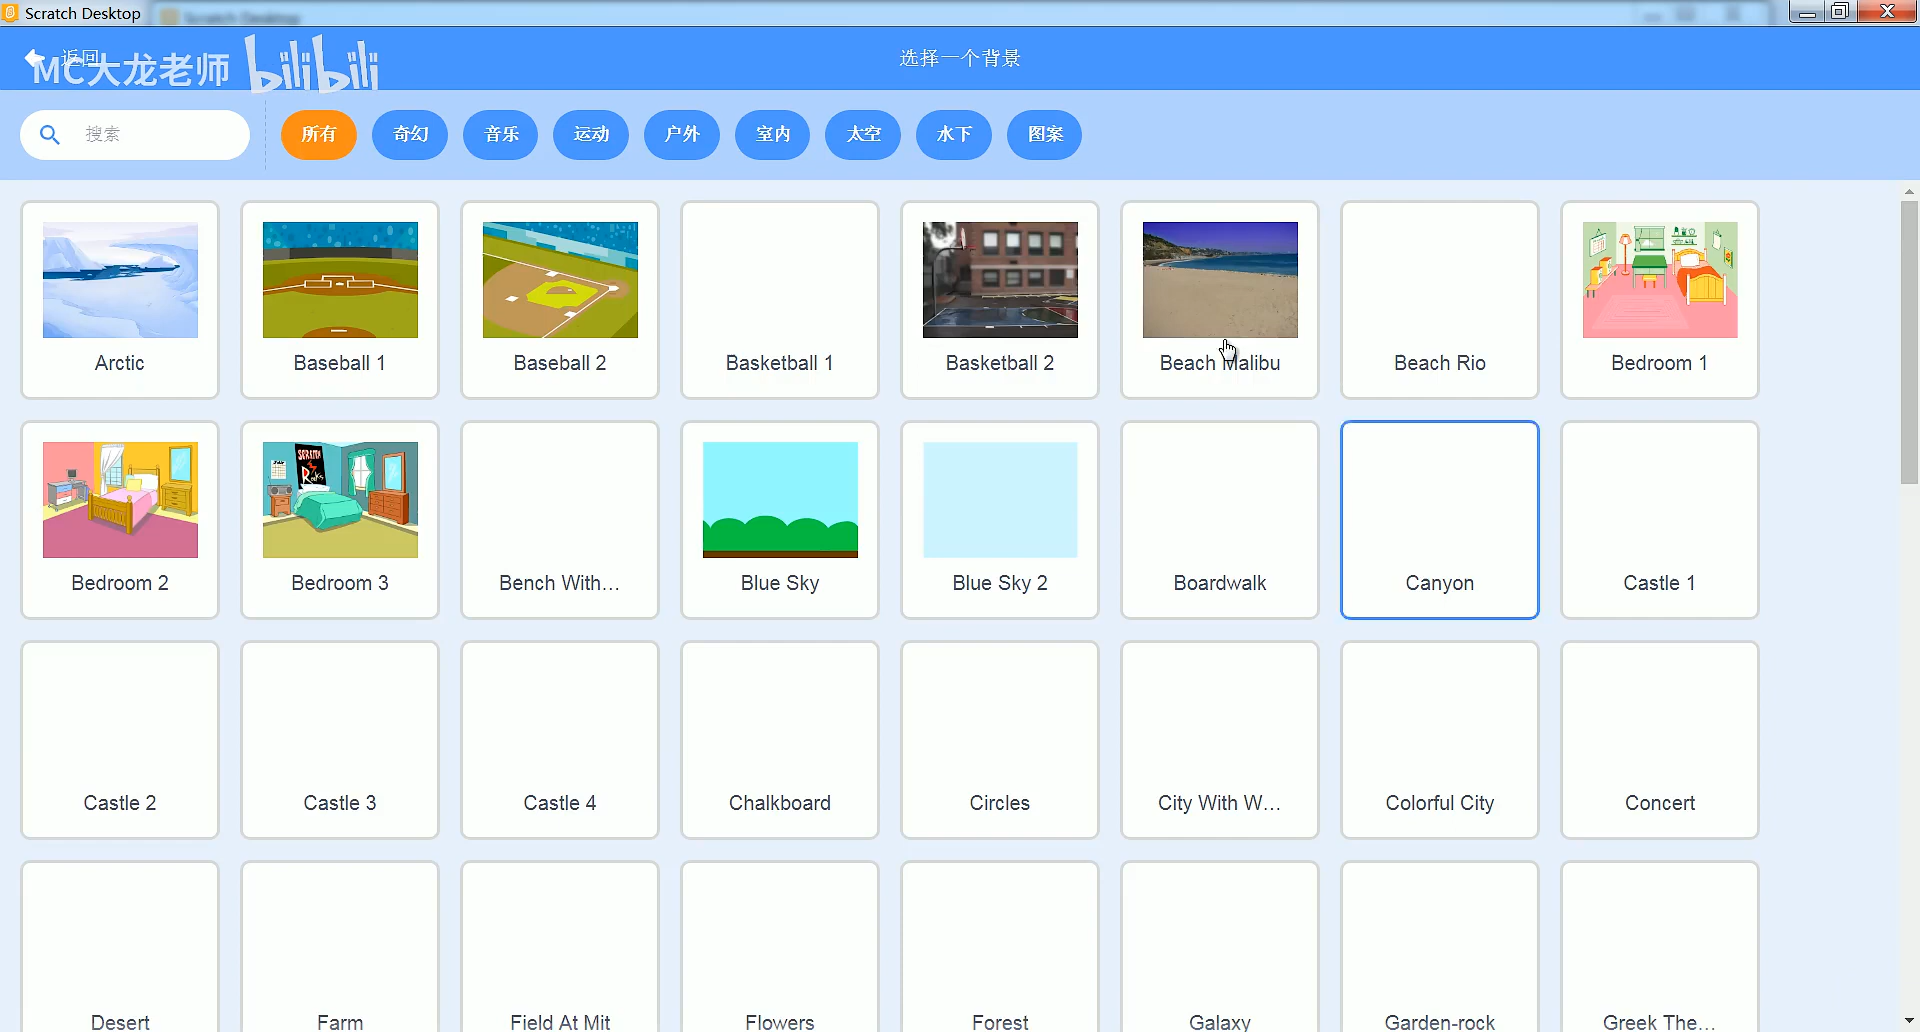 Scratch Desktop
Scratch Desktop
返回
MC大龙老师 bilibili
选择一个背景
搜索
所有
奇幻
音乐
运动
户外
室内
太空
水下
图案
Arctic
Baseball 1
Baseball 2
Basketball 1
Basketball 2
Beach Malibu
Beach Rio
Bedroom 1
Bedroom 2
Bedroom 3
Bench With...
Blue Sky
Blue Sky 2
Boardwalk
Canyon
Castle 1
Castle 2
Castle 3
Castle 4
Chalkboard
Circles
City With W...
Colorful City
Concert
Desert
Farm
Field At Mit
Flowers
Forest
Galaxy
Garden-rock
Greek The...